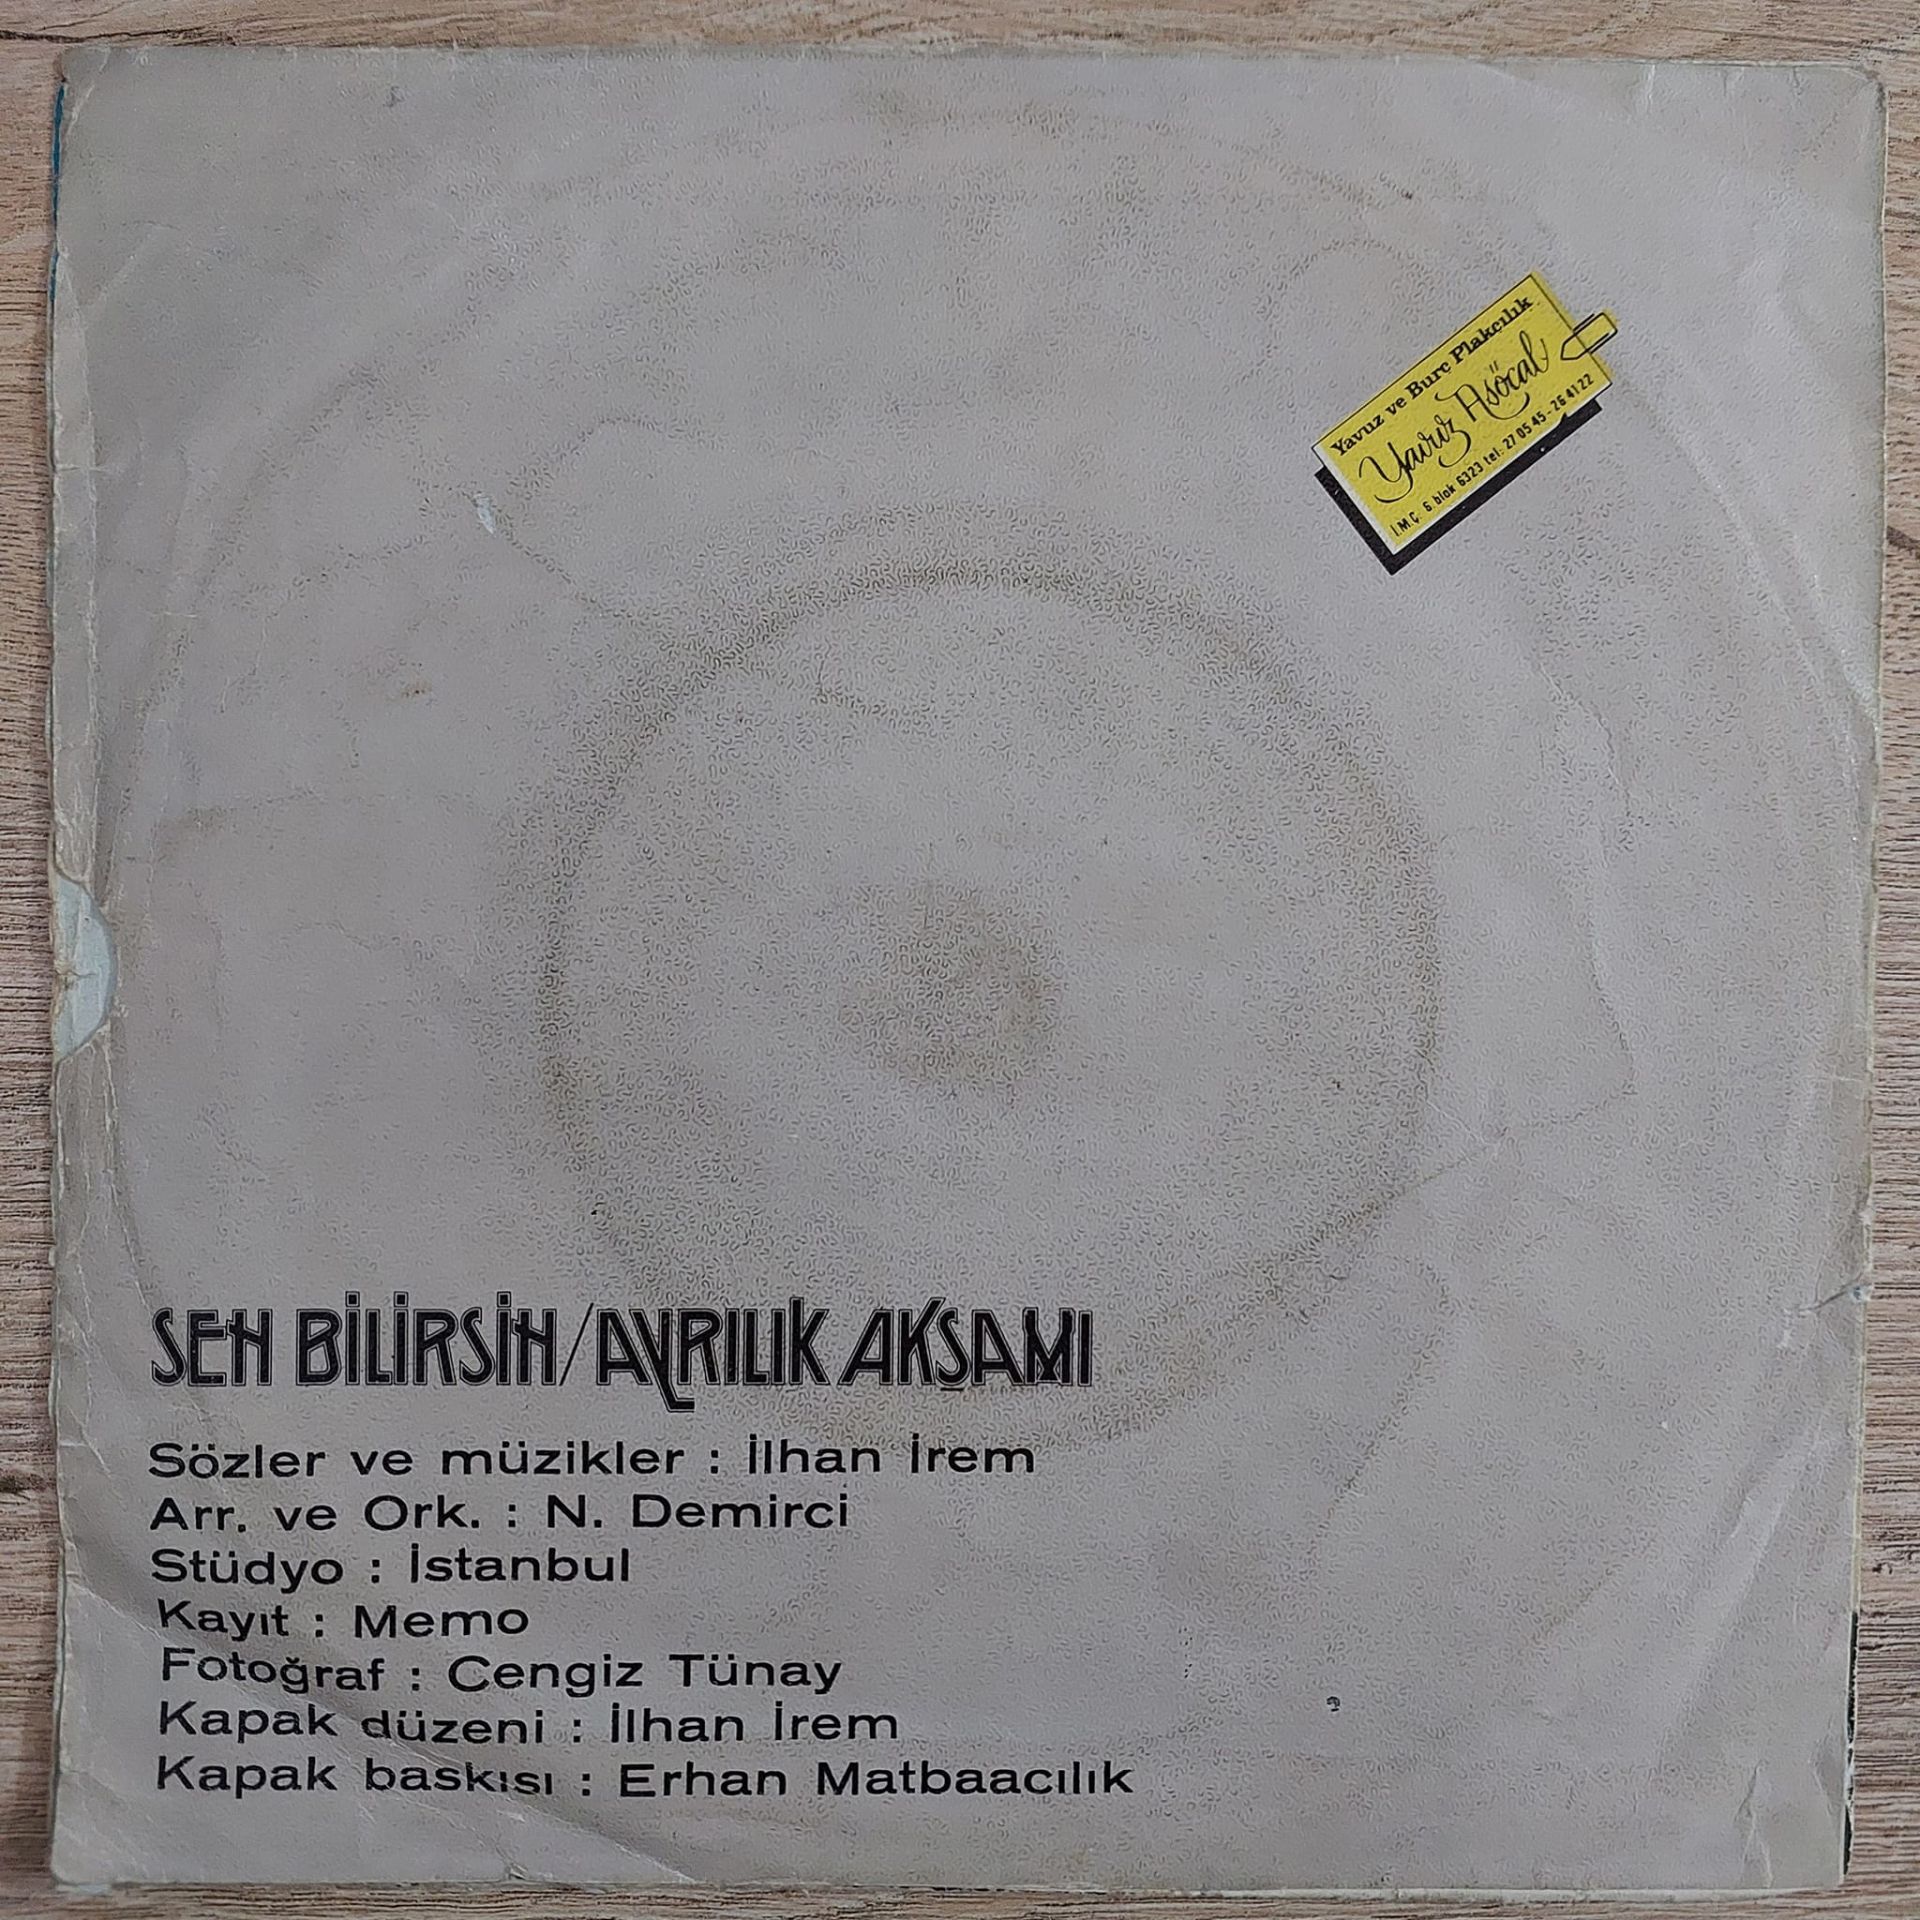 Yavuz ve Burç Plakçılık
Yavuz Asöcal
İ.M.Ç. 6. blok 6323 tel: 27 05 45 - 26 41 22
SEN BİLİRSİN/AYRILIK AKŞAMI
Sözler ve müzikler : İlhan İrem
Arr. ve Ork. : N. Demirci
Stüdyo : İstanbul
Kayıt : Memo
Fotoğraf : Cengiz Tünay
Kapak düzeni : İlhan İrem
Kapak baskısı : Erhan Matbaacılık